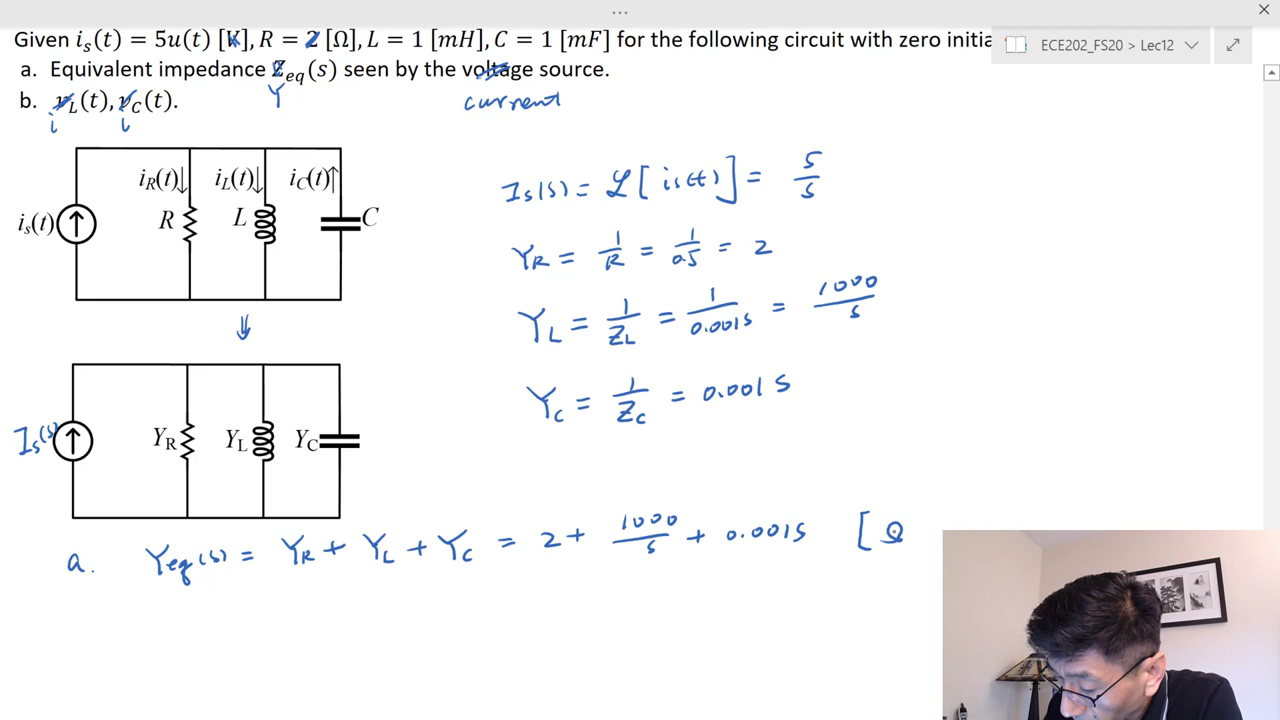 Given i_s(t) = 5u(t) [V], R = 2 [Ω], L = 1 [mH], C = 1 [mF] for the following circuit with zero initia
ECE202_FS20 > Lec12
a. Equivalent impedance Z_eq(s) seen by the voltage source.
Y current
b. v_L(t), v_C(t).
i i
i_R(t)↓ i_L(t)↓ i_C(t)↑
i_s(t) R L C
I_s(s) = ℒ[i_s(t)] = 5/s
Y_R = 1/R = 1/0.5 = 2
Y_L = 1/Z_L = 1/0.001s = 1000/s
Y_C = 1/Z_C = 0.001s
I_s(s) Y_R Y_L Y_C
a. Y_eq(s) = Y_R + Y_L + Y_C = 2 + 1000/s + 0.001s [